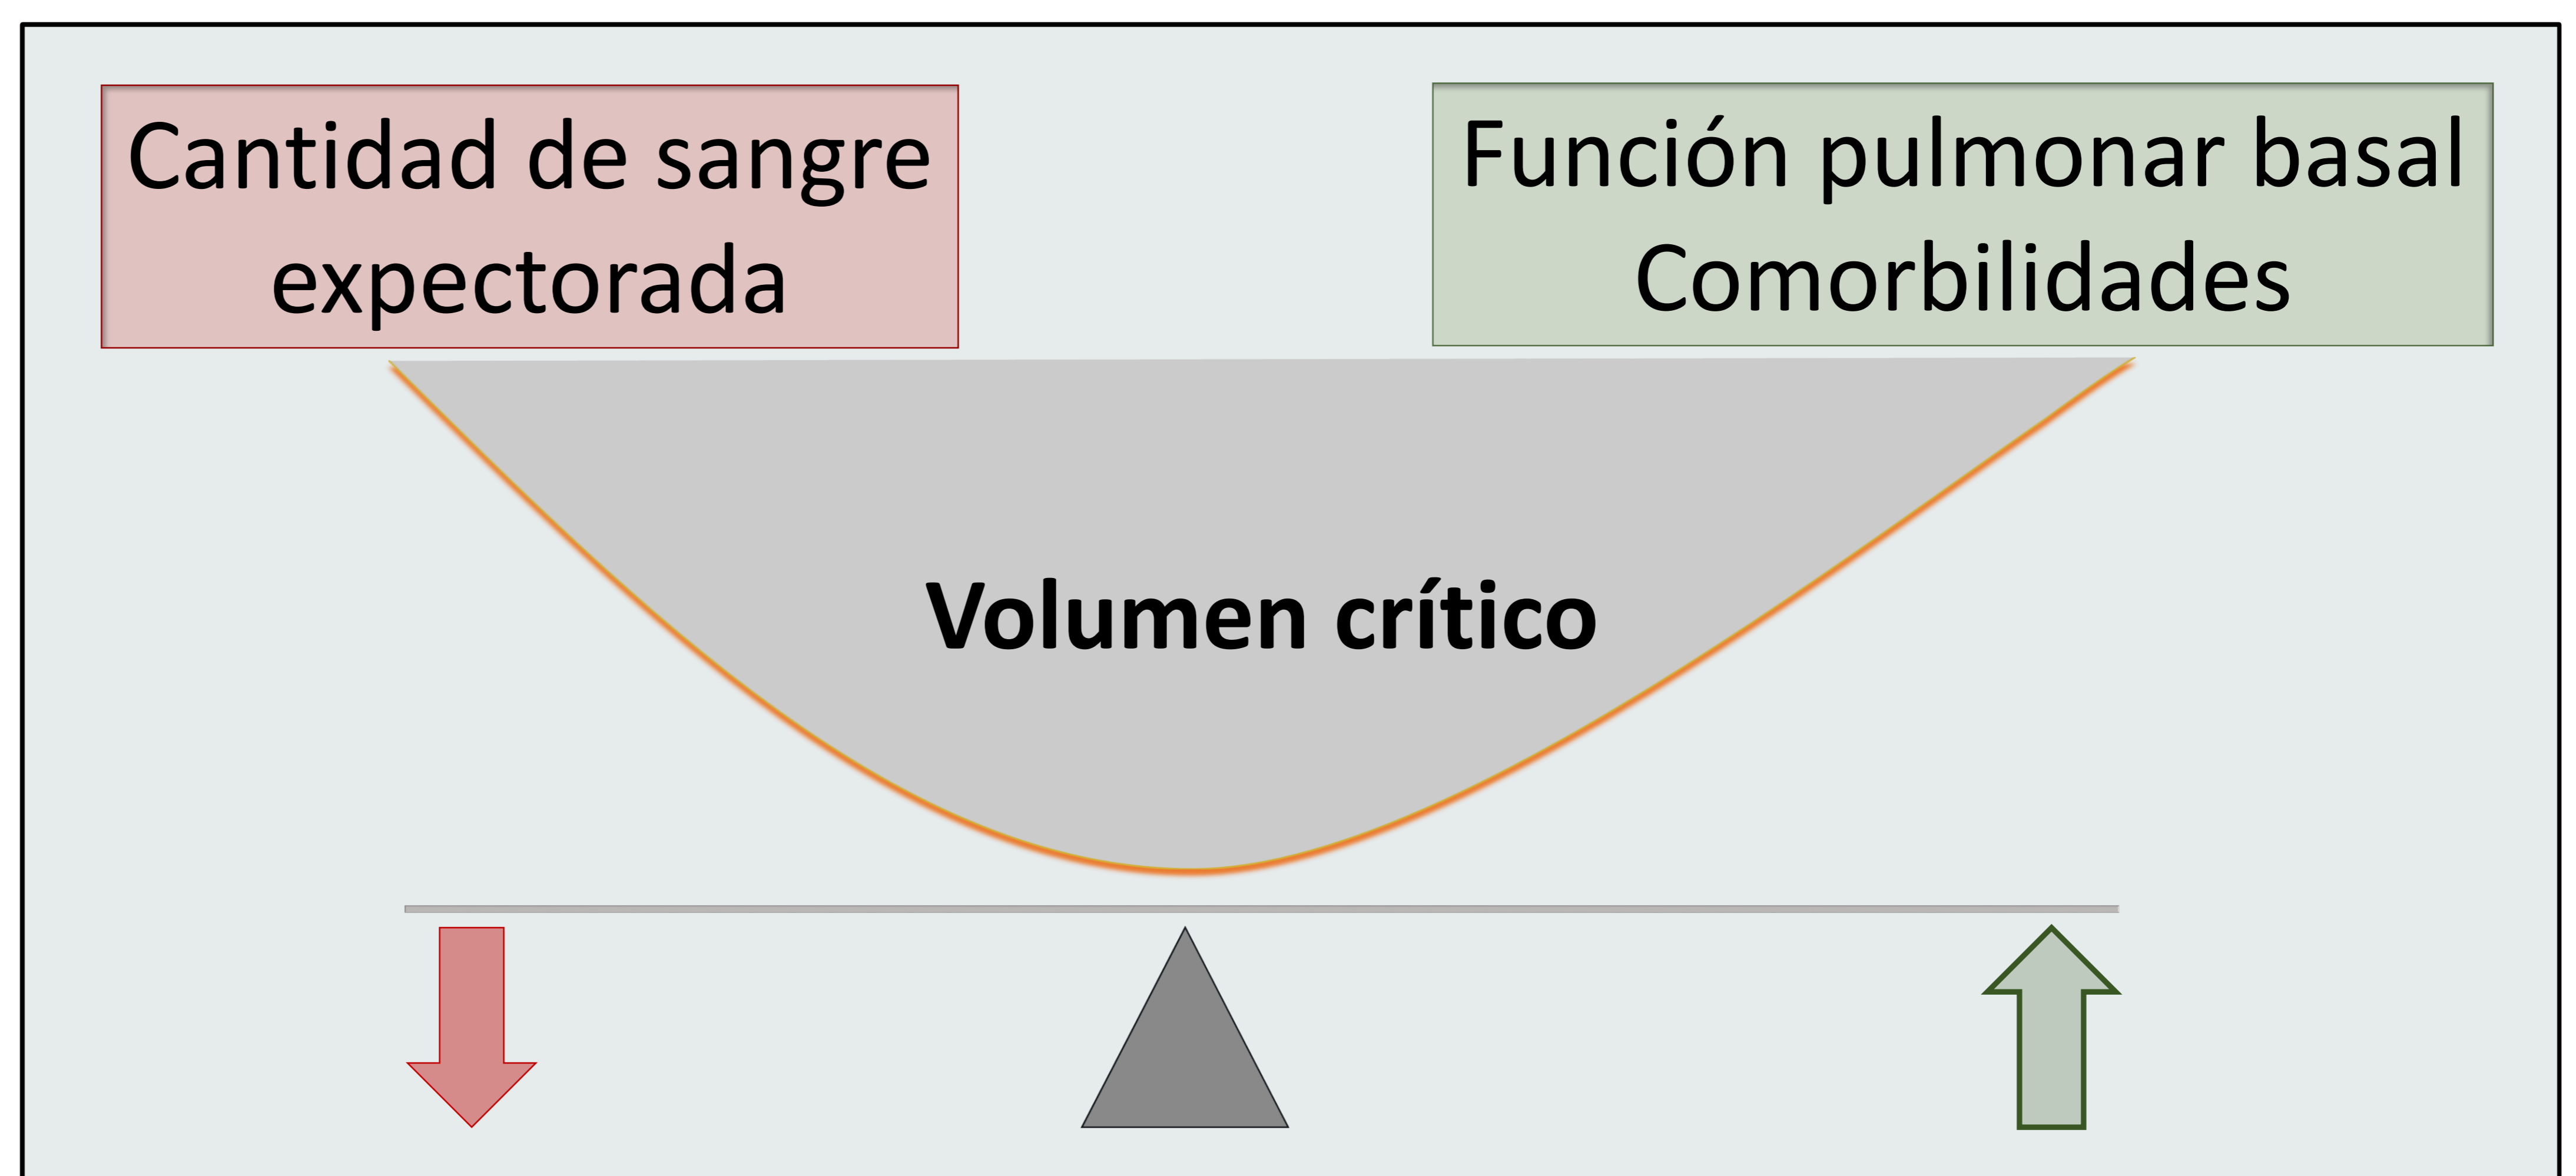 Cantidad de sangre
expectorada
Función pulmonar basal
Comorbilidades
Volumen crítico